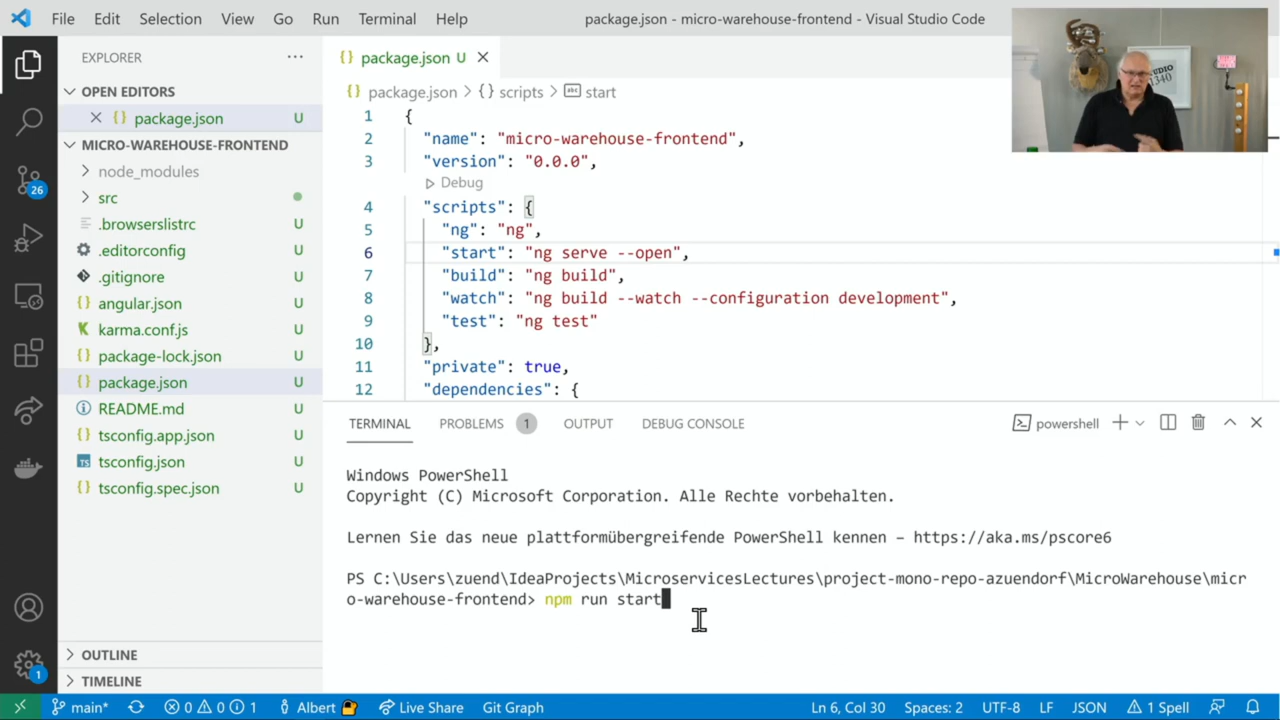 File Edit Selection View Go Run Terminal Help
package.json - micro-warehouse-frontend - Visual Studio Code
STUDIO
1340
EXPLORER
OPEN EDITORS
package.json U
MICRO-WAREHOUSE-FRONTEND
node_modules
src
.browserslistrc U
.editorconfig U
.gitignore U
angular.json U
karma.conf.js U
package-lock.json U
package.json U
README.md U
tsconfig.app.json U
tsconfig.json U
tsconfig.spec.json U
OUTLINE
TIMELINE
26
1
package.json U
package.json > {} scripts > abc start
1 {
2 "name": "micro-warehouse-frontend",
3 "version": "0.0.0",
Debug
4 "scripts": {
5 "ng": "ng",
6 "start": "ng serve --open",
7 "build": "ng build",
8 "watch": "ng build --watch --configuration development",
9 "test": "ng test"
10 },
11 "private": true,
12 "dependencies": {
TERMINAL PROBLEMS 1 OUTPUT DEBUG CONSOLE
powershell
Windows PowerShell
Copyright (C) Microsoft Corporation. Alle Rechte vorbehalten.
Lernen Sie das neue plattformübergreifende PowerShell kennen – https://aka.ms/pscore6
PS C:\Users\zuend\IdeaProjects\MicroservicesLectures\project-mono-repo-azuendorf\MicroWarehouse\micr
o-warehouse-frontend> npm run start
main* 0 0 1 Albert Live Share Git Graph
Ln 6, Col 30 Spaces: 2 UTF-8 LF JSON 1 Spell